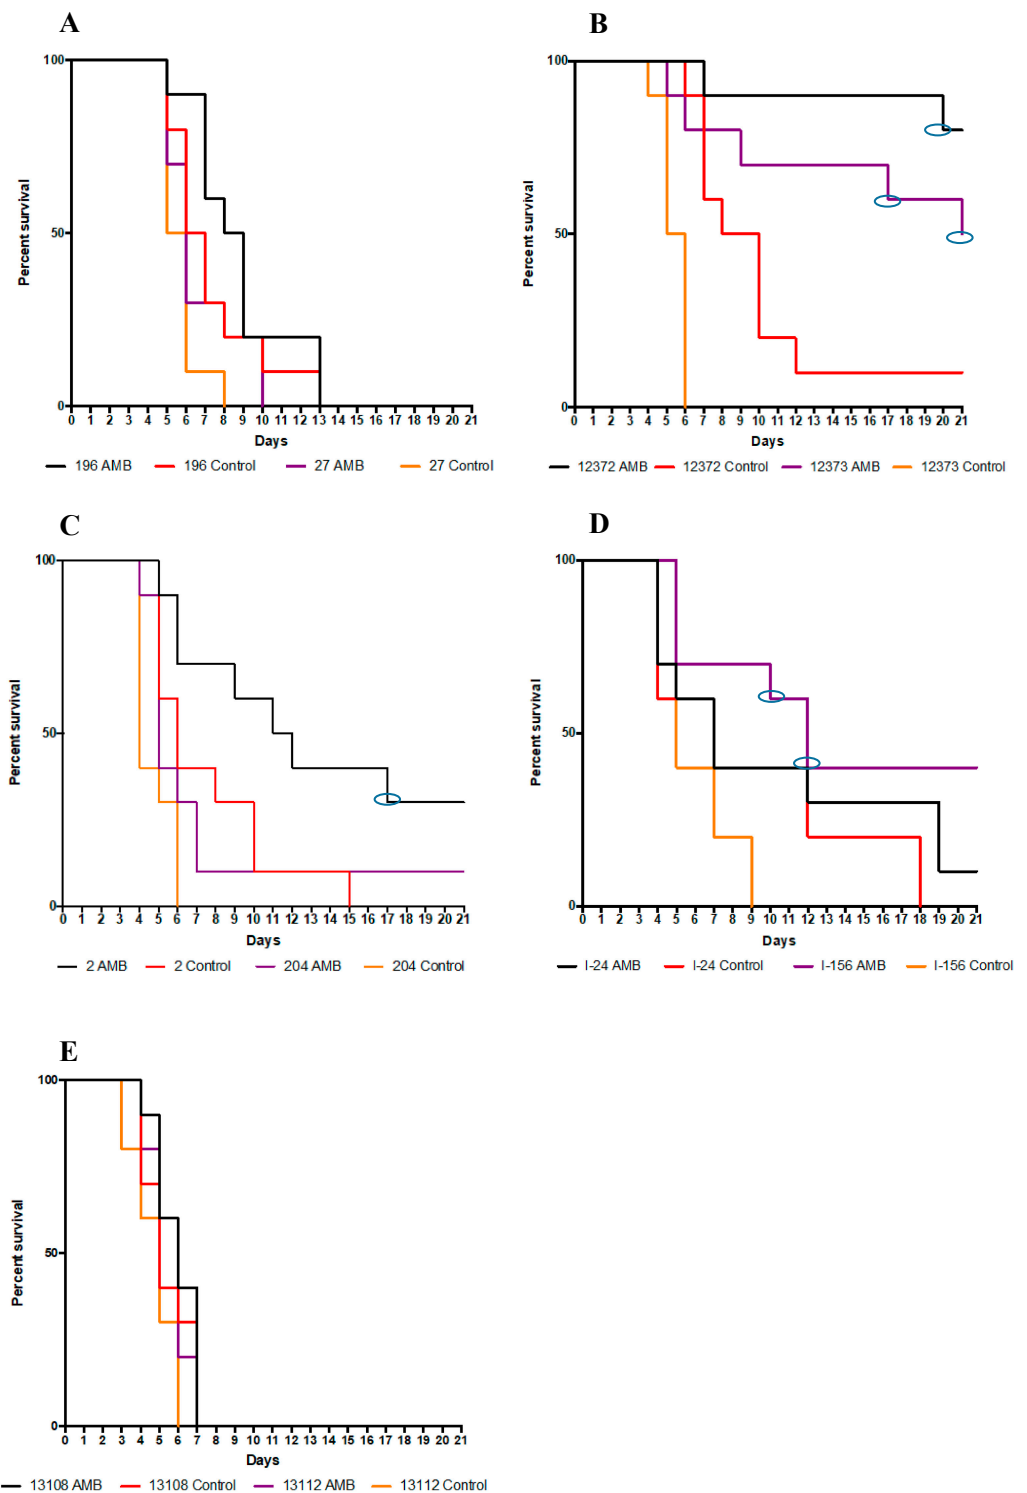 A
B
100
50
0
Percent survival
0 1 2 3 4 5 6 7 8 9 10 11 12 13 14 15 16 17 18 19 20 21
Days
196 AMB 196 Control 27 AMB 27 Control
100
50
0
Percent survival
0 1 2 3 4 5 6 7 8 9 10 11 12 13 14 15 16 17 18 19 20 21
Days
12372 AMB 12372 Control 12373 AMB 12373 Control
C
D
100
50
0
Percent survival
0 1 2 3 4 5 6 7 8 9 10 11 12 13 14 15 16 17 18 19 20 21
Days
2 AMB 2 Control 204 AMB 204 Control
100
50
0
Percent survival
0 1 2 3 4 5 6 7 8 9 10 11 12 13 14 15 16 17 18 19 20 21
Days
I-24 AMB I-24 Control I-156 AMB I-156 Control
E
100
50
0
Percent survival
0 1 2 3 4 5 6 7 8 9 10 11 12 13 14 15 16 17 18 19 20 21
Days
13108 AMB 13108 Control 13112 AMB 13112 Control